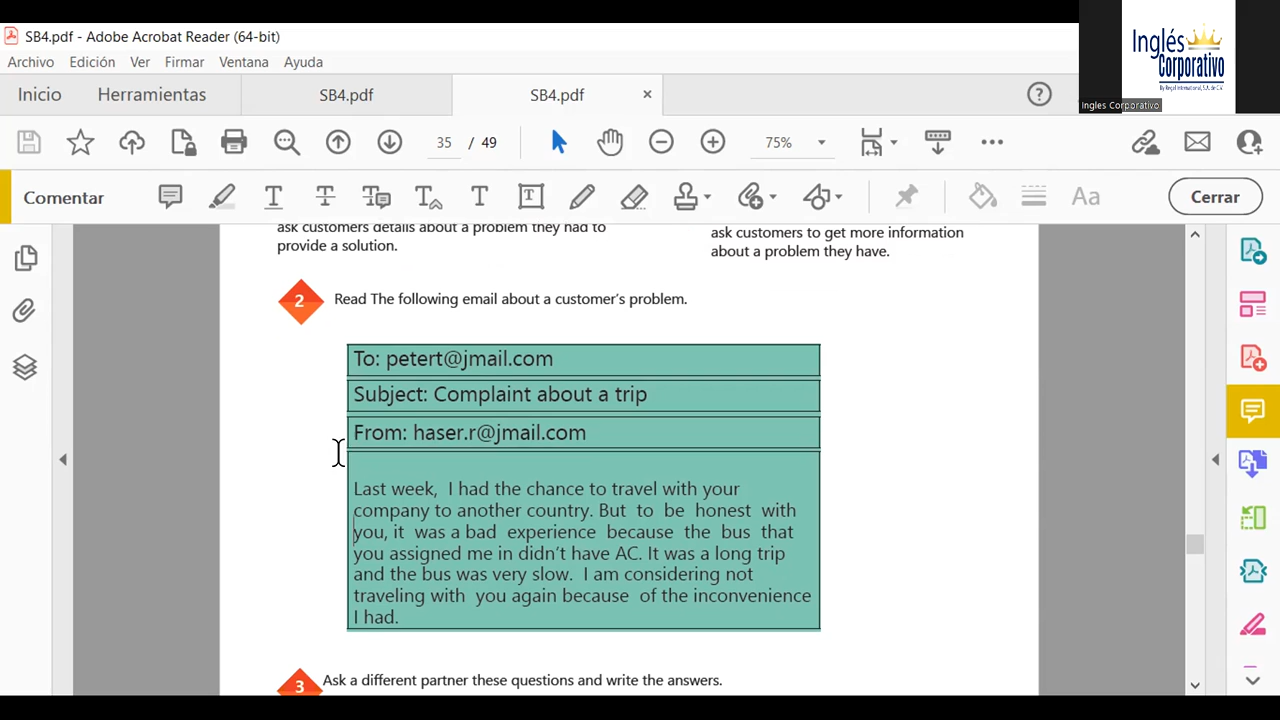 SB4.pdf - Adobe Acrobat Reader (64-bit)
Archivo Edición Ver Firmar Ventana Ayuda
Inicio Herramientas SB4.pdf SB4.pdf ×
35 / 49 75%
Comentar Cerrar
Inglés
Corporativo
By Regal International, S.A. de C.V.
Ingles Corporativo
ask customers details about a problem they had to
provide a solution.
ask customers to get more information
about a problem they have.
2 Read The following email about a customer's problem.
To: petert@jmail.com
Subject: Complaint about a trip
From: haser.r@jmail.com
Last week, I had the chance to travel with your
company to another country. But to be honest with
you, it was a bad experience because the bus that
you assigned me in didn't have AC. It was a long trip
and the bus was very slow. I am considering not
traveling with you again because of the inconvenience
I had.
3 Ask a different partner these questions and write the answers.